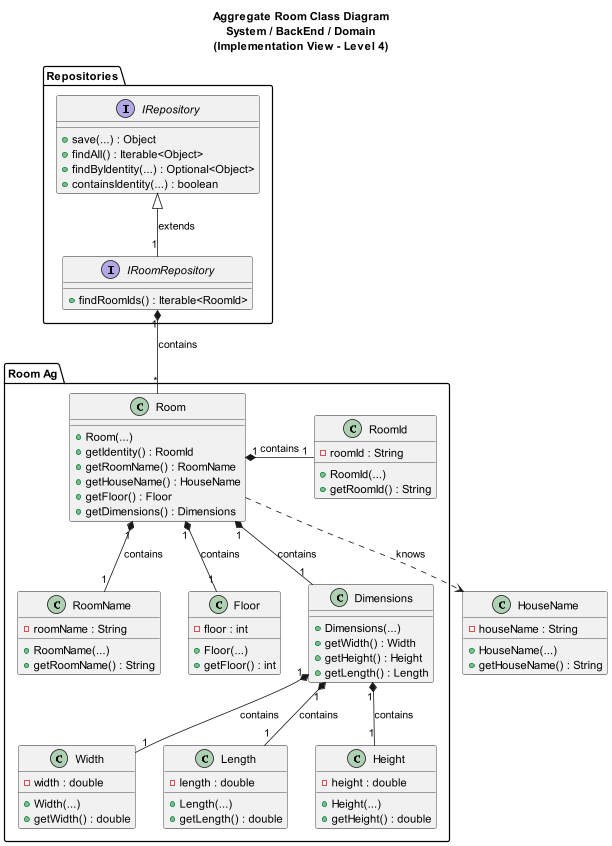 Aggregate Room Class Diagram
System / BackEnd / Domain
(Implementation View - Level 4)
Repositories
I IRepository
save(...) : Object
findAll() : Iterable<Object>
findByIdentity(...) : Optional<Object>
containsIdentity(...) : boolean
extends
1
I IRoomRepository
findRoomIds() : Iterable<RoomId>
1
contains
*
Room Ag
C Room
Room(...)
getIdentity() : RoomId
getRoomName() : RoomName
getHouseName() : HouseName
getFloor() : Floor
getDimensions() : Dimensions
1 contains 1
C RoomId
roomId : String
RoomId(...)
getRoomId() : String
1
contains
1
1
contains
1
1
contains
1
knows
C RoomName
roomName : String
RoomName(...)
getRoomName() : String
C Floor
floor : int
Floor(...)
getFloor() : int
C Dimensions
Dimensions(...)
getWidth() : Width
getHeight() : Height
getLength() : Length
C HouseName
houseName : String
HouseName(...)
getHouseName() : String
1
contains
1
1
contains
1
1
contains
1
C Width
width : double
Width(...)
getWidth() : double
C Length
length : double
Length(...)
getLength() : double
C Height
height : double
Height(...)
getHeight() : double